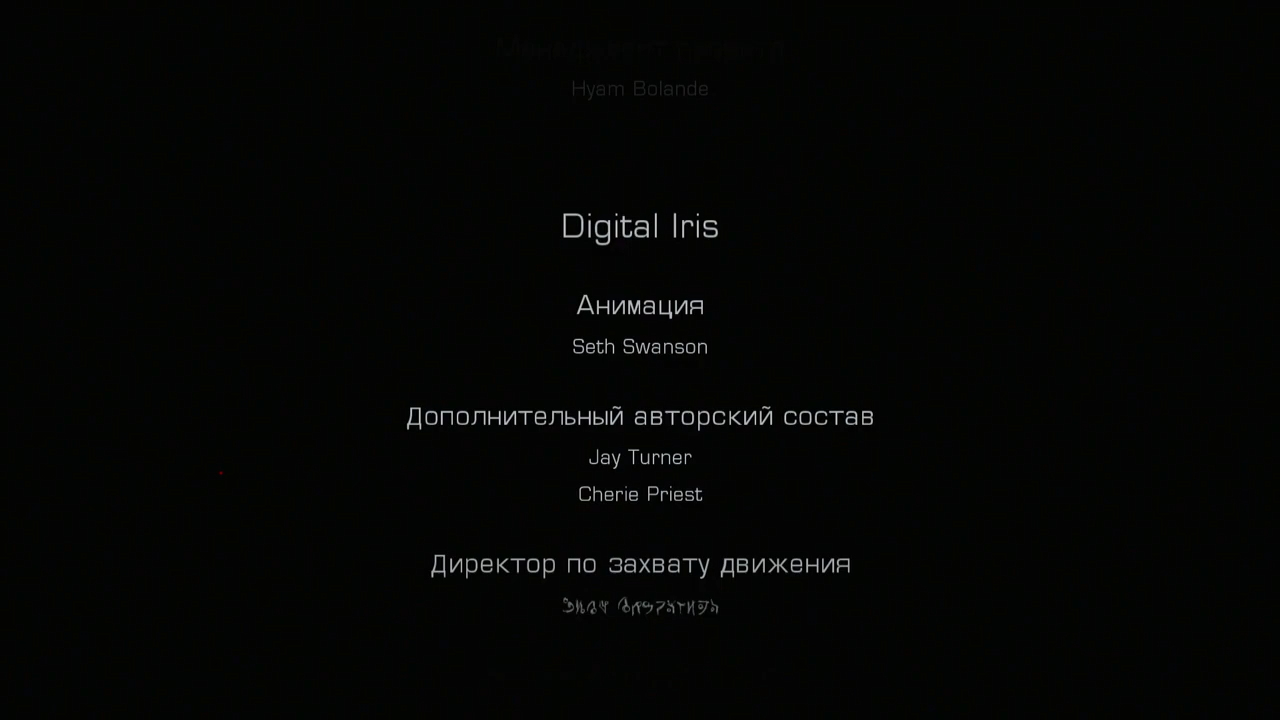 Hyam Bolande
Digital Iris
Анимация
Seth Swanson
Дополнительный авторский состав
Jay Turner
Cherie Priest
Директор по захвату движения